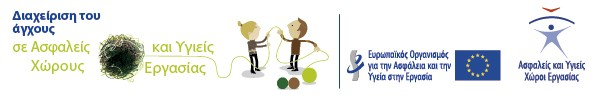 Διαχείριση του
άγχους
σε Ασφαλείς και Υγιείς
Χώρους Εργασίας
Ευρωπαϊκός Οργανισμός
για την Ασφάλεια και την
Υγεία στην Εργασία
Ασφαλείς και Υγιείς
Χώροι Εργασίας